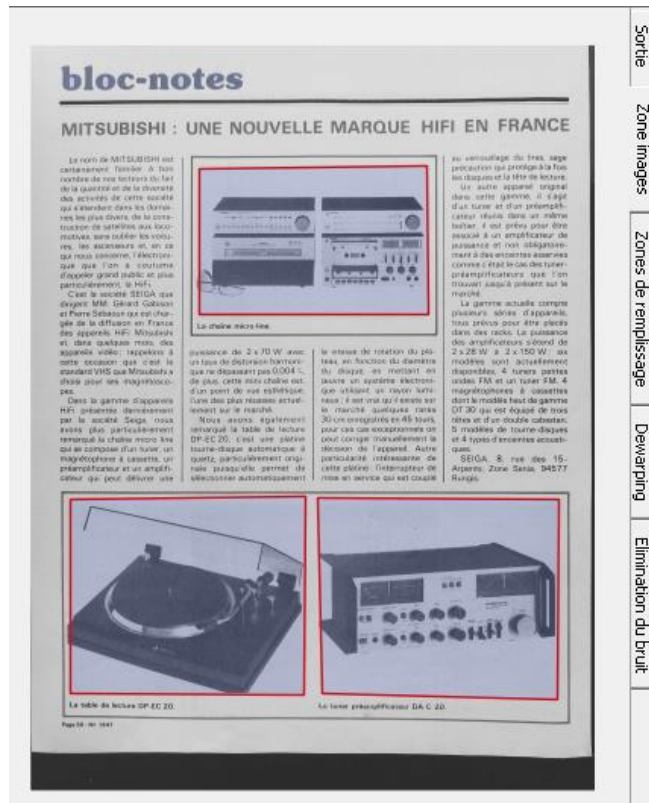 bloc-notes
MITSUBISHI : UNE NOUVELLE MARQUE HIFI EN FRANCE
Le nom de MITSUBISHI est
certainement familier à bon
nombre de nos lecteurs du fait
de la quantité et de la diversité
des activités de cette société
qui s'étendent dans les domai-
nes les plus divers, de la cons-
truction de satellites aux loco-
motives, sans oublier les voitu-
res, les ascenseurs et, en ce
qui nous concerne, l'électroni-
que que l'on a coutume
d'appeler grand public et plus
particulièrement, la HiFi.
C'est la société SEIGA que
dirigent MM. Gérard Gabison
et Pierre Sebaoun qui est char-
gée de la diffusion en France
des appareils HiFi Mitsubishi
et, dans quelques mois, des
appareils vidéo ; rappelons à
cette occasion que c'est le
standard VHS que Mitsubishi a
choisi pour ses magnétosco-
pes.
Dans la gamme d'appareils
HiFi présentée dernièrement
par la société Seiga, nous
avons plus particulièrement
remarqué la chaîne micro line
qui se compose d'un tuner, un
magnétophone à cassette, un
préamplificateur et un amplifi-
cateur qui peut délivrer une
La chaîne micro-line.
puissance de 2 x 70 W avec
un taux de distorsion harmoni-
que ne dépassant pas 0,004 %,
de plus, cette mini chaîne est,
d'un point de vue esthétique,
l'une des plus réussies actuel-
lement sur le marché.
Nous avons également
remarqué la table de lecture
DP-EC 20, c'est une platine
tourne-disque automatique à
quartz, particulièrement origi-
nale puisqu'elle permet de
sélectionner automatiquement
la vitesse de rotation du pla-
teau, en fonction du diamètre
du disque, en mettant en
œuvre un système électroni-
que utilisant un rayon lumi-
neux ; il est vrai qu'il existe sur
le marché quelques rares
30 cm enregistrés en 45 tours,
pour ces cas exceptionnels on
peut corriger manuellement la
décision de l'appareil. Autre
particularité intéressante de
cette platine : l'interrupteur de
mise en service qui est couplé
au verrouillage du bras, sage
précaution qui protège à la fois
les disques et la tête de lecture.
Un autre appareil original
dans cette gamme, il s'agit
d'un tuner et d'un préamplifi-
cateur réunis dans un même
boîtier, il est prévu pour être
associé à un amplificateur de
puissance et non obligatoire-
ment à des enceintes asservies
comme c'était le cas des tuner-
préamplificateurs que l'on
trouvait jusqu'à présent sur le
marché.
La gamme actuelle compte
plusieurs séries d'appareils,
tous prévus pour être placés
dans des racks. La puissance
des amplificateurs s'étend de
2 x 28 W à 2 x 150 W ; six
modèles sont actuellement
disponibles, 4 tuners petites
ondes FM et un tuner FM, 4
magnétophones à cassettes
dont le modèle haut de gamme
DT 30 qui est équipé de trois
têtes et d'un double cabestan,
5 modèles de tourne-disques
et 4 types d'enceintes acousti-
ques.
SEIGA, 8, rue des 15-
Arpents, Zone Senia, 94577
Rungis.
La table de lecture DP-EC 20.
Le tuner préamplificateur DA-C 20.
Page 50 - N° 1641
Sortie
Zone images
Zones de remplissage
Dewarping
Elimination du bruit